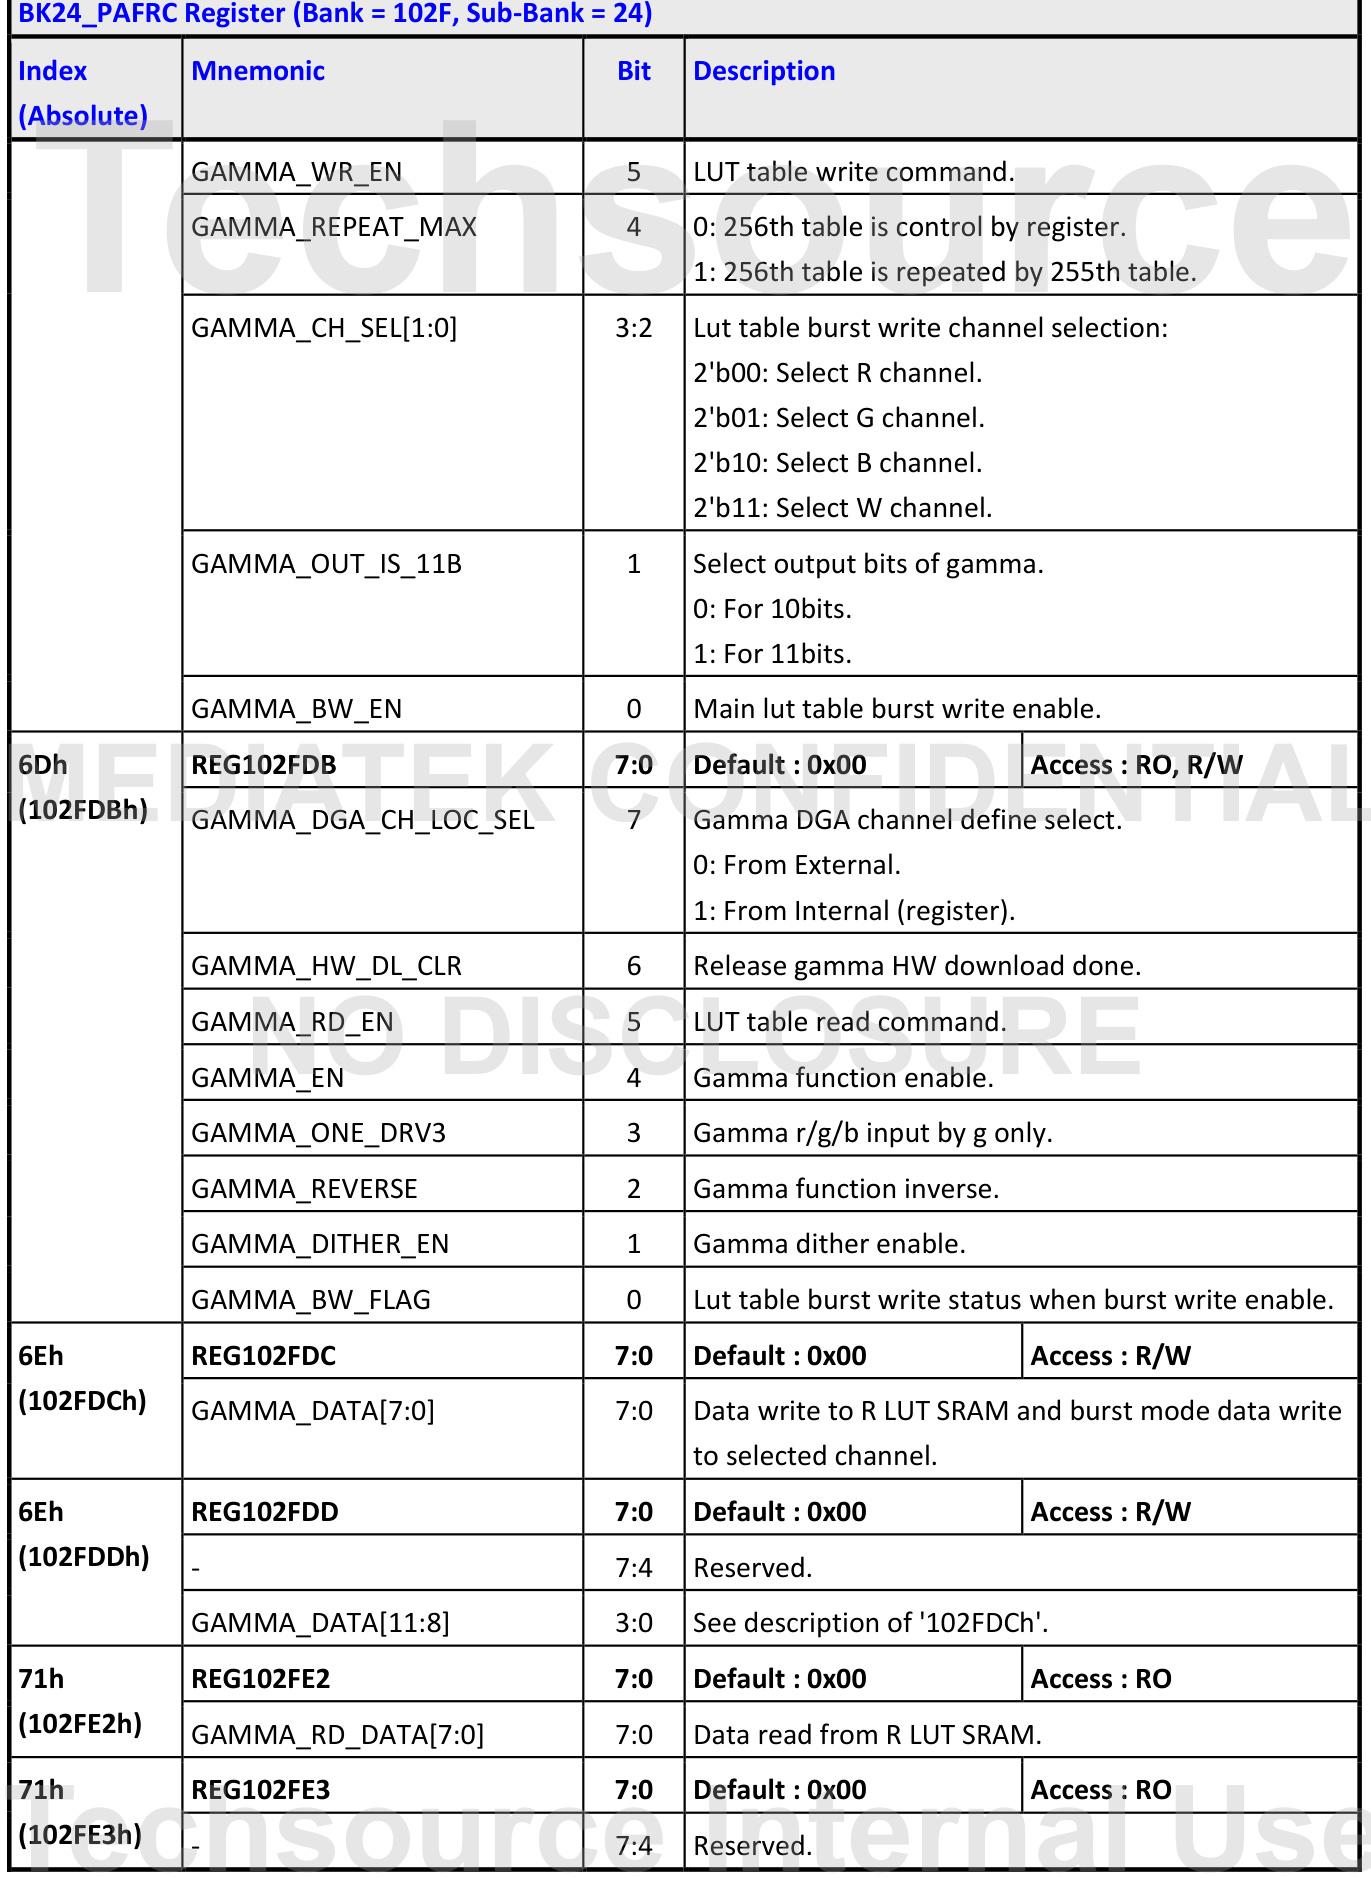 BK24_PAFRC Register (Bank = 102F, Sub-Bank = 24)
Index (Absolute) Mnemonic Bit Description
GAMMA_WR_EN 5 LUT table write command.
GAMMA_REPEAT_MAX 4 0: 256th table is control by register.
1: 256th table is repeated by 255th table.
GAMMA_CH_SEL[1:0] 3:2 Lut table burst write channel selection:
2'b00: Select R channel.
2'b01: Select G channel.
2'b10: Select B channel.
2'b11: Select W channel.
GAMMA_OUT_IS_11B 1 Select output bits of gamma.
0: For 10bits.
1: For 11bits.
GAMMA_BW_EN 0 Main lut table burst write enable.
6Dh REG102FDB 7:0 Default : 0x00 Access : RO, R/W
(102FDBh) GAMMA_DGA_CH_LOC_SEL 7 Gamma DGA channel define select.
0: From External.
1: From Internal (register).
GAMMA_HW_DL_CLR 6 Release gamma HW download done.
GAMMA_RD_EN 5 LUT table read command.
GAMMA_EN 4 Gamma function enable.
GAMMA_ONE_DRV3 3 Gamma r/g/b input by g only.
GAMMA_REVERSE 2 Gamma function inverse.
GAMMA_DITHER_EN 1 Gamma dither enable.
GAMMA_BW_FLAG 0 Lut table burst write status when burst write enable.
6Eh REG102FDC 7:0 Default : 0x00 Access : R/W
(102FDCh) GAMMA_DATA[7:0] 7:0 Data write to R LUT SRAM and burst mode data write
to selected channel.
6Eh REG102FDD 7:0 Default : 0x00 Access : R/W
(102FDDh) - 7:4 Reserved.
GAMMA_DATA[11:8] 3:0 See description of '102FDCh'.
71h REG102FE2 7:0 Default : 0x00 Access : RO
(102FE2h) GAMMA_RD_DATA[7:0] 7:0 Data read from R LUT SRAM.
71h REG102FE3 7:0 Default : 0x00 Access : RO
(102FE3h) - 7:4 Reserved.
Techsource
MEDIATEK CONFIDENTIAL
NO DISCLOSURE
Techsource Internal Use